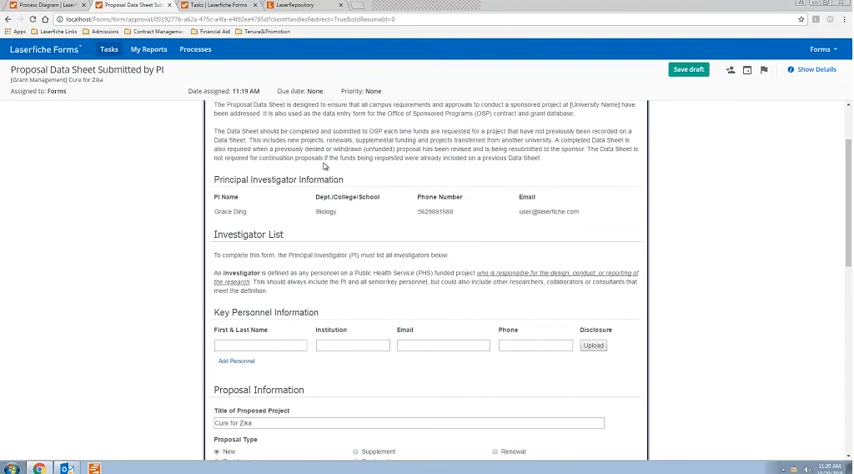 Process Diagram | Laserf
Proposal Data Sheet Sub
Tasks | Laserfiche Forms
LaserRepository
localhost/Forms/form/approval/
Apps Laserfiche Links Admissions Contract Manageme Financial Aid Tenure&Promotion
Laserfiche Forms™ Tasks My Reports Processes Forms
Proposal Data Sheet Submitted by PI
[Grant Management] Cure for Zika
Save draft Show Details
Assigned to: Forms Date assigned: 11:19 AM Due date: None Priority: None
The Proposal Data Sheet is designed to ensure that all campus requirements and approvals to conduct a sponsored project at [University Name] have
been addressed. It is also used as the data entry form for the Office of Sponsored Programs (OSP) contract and grant database.
The Data Sheet should be completed and submitted to OSP each time funds are requested for a project that have not previously been recorded on a
Data Sheet. This includes new projects, renewals, supplemental funding and projects transferred from another university. A completed Data Sheet is
also required when a previously denied or withdrawn (unfunded) proposal has been revised and is being resubmitted to the sponsor. The Data Sheet is
not required for continuation proposals if the funds being requested were already included on a previous Data Sheet.
Principal Investigator Information
PI Name Dept./College/School Phone Number Email
Grace Ding Biology 5629881688 user@laserfiche.com
Investigator List
To complete this form, the Principal Investigator (PI) must list all investigators below.
An Investigator is defined as any personnel on a Public Health Service (PHS) funded project who is responsible for the design, conduct, or reporting of
the research. This should always include the PI and all senior/key personnel, but could also include other researchers, collaborators or consultants that
meet the definition.
Key Personnel Information
First & Last Name Institution Email Phone Disclosure
Upload
Add Personnel
Proposal Information
Title of Proposed Project
Cure for Zika
Proposal Type
New Supplement Renewal
11:20 AM